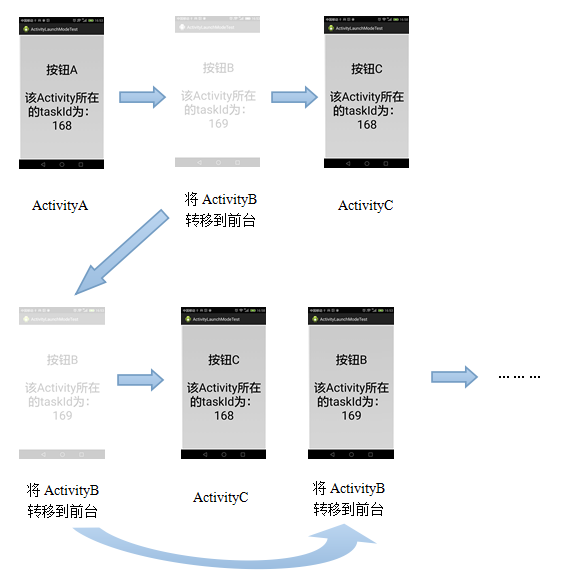 ActivityLaunchModeTest
按钮A
该Activity所在
的taskId为：
168
ActivityLaunchModeTest
按钮B
该Activity所在
的taskId为：
169
ActivityLaunchModeTest
按钮C
该Activity所在
的taskId为：
168
ActivityA
将 ActivityB
转移到前台
ActivityC
ActivityLaunchModeTest
按钮B
该Activity所在
的taskId为：
169
ActivityLaunchModeTest
按钮C
该Activity所在
的taskId为：
168
ActivityLaunchModeTest
按钮B
该Activity所在
的taskId为：
169
... ... ...
将 ActivityB
转移到前台
ActivityC
将 ActivityB
转移到前台